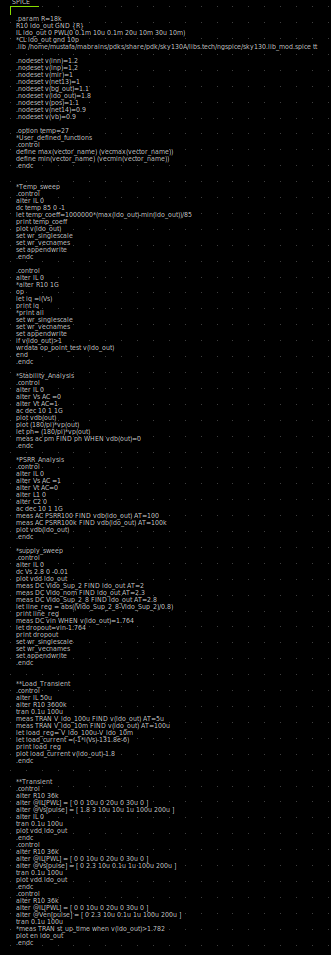 SPICE
.param R=18k
R10 ldo_out GND {R}
IL ldo_out 0 PWL(0 0.1m 10u 0.1m 20u 10m 30u 10m)
*CL ldo_out gnd 10p
.lib /home/mustafa/mabrains/pdks/share/pdk/sky130A/libs.tech/ngspice/sky130.lib_mod.spice tt
.nodeset v(inn)=1.2
.nodeset v(inp)=1.2
.nodeset v(mir)=1
.nodeset v(net13)=1
.nodeset v(bg_out)=1.1
.nodeset v(ldo_out)=1.8
.nodeset v(pos)=1.1
.nodeset v(net14)=0.9
.nodeset v(vb)=0.9
.option temp=27
*User_defined_functions
.control
define max(vector_name) (vecmax(vector_name))
define min(vector_name) (vecmin(vector_name))
.endc
*Temp_sweep
.control
alter IL 0
dc temp 85 0 -1
let temp_coeff=1000000*(max(ldo_out)-min(ldo_out))/85
print temp_coeff
plot v(ldo_out)
set wr_singlescale
set wr_vecnames
set appendwrite
.endc
.control
alter IL 0
*alter R10 1G
op
let iq =i(Vs)
print iq
*print all
set wr_singlescale
set wr_vecnames
set appendwrite
if v(ldo_out)>1
wrdata op_point_test v(ldo_out)
end
.endc
*Stability_Analysis
.control
alter IL 0
alter Vs AC =0
alter Vt AC=1
ac dec 10 1 1G
plot vdb(out)
plot (180/pi)*vp(out)
let ph= (180/pi)*vp(out)
meas ac pm FIND ph WHEN vdb(out)=0
.endc
*PSRR_Analysis
.control
alter IL 0
alter Vs AC =1
alter Vt AC=0
alter L1 0
alter C2 0
ac dec 10 1 1G
meas AC PSRR100 FIND vdb(ldo_out) AT=100
meas AC PSRR100k FIND vdb(ldo_out) AT=100k
plot vdb(ldo_out)
.endc
*supply_sweep
.control
alter IL 0
dc Vs 2.8 0 -0.01
plot vdd ldo_out
meas DC Vldo_Sup_2 FIND ldo_out AT=2
meas DC Vldo_nom FIND ldo_out AT=2.3
meas DC Vldo_Sup_8 FIND ldo_out AT=2.8
let line_reg = abs((Vldo_Sup_2_8-Vldo_Sup_2)/0.8)
print line_reg
meas DC vin WHEN v(ldo_out)=1.764
let dropout=vin-1.764
print dropout
set wr_singlescale
set wr_vecnames
set appendwrite
.endc
**Load_Transient
.control
alter IL 50u
alter R10 3600k
tran 0.1u 100u
meas TRAN V_ldo_100u FIND v(ldo_out) AT=5u
meas TRAN V_ldo_10m FIND v(ldo_out) AT=100u
let load_reg= V_ldo_100u-V_ldo_10m
let load_current =(-1*i(Vs)-131.8e-6)
print load_reg
plot load_current v(ldo_out)-1.8
.endc
**Transient
.control
alter R10 36k
alter @IL[PWL] = [ 0 0 10u 0 20u 0 30u 0 ]
alter @Vs[pulse] = [ 1.8 3 10u 10u 1u 100u 200u ]
alter IL 0
tran 0.1u 100u
plot vdd ldo_out
.control
alter R10 36k
alter @IL[PWL] = [ 0 0 10u 0 20u 0 30u 0 ]
alter @Vs[pulse] = [ 0 2.3 10u 0.1u 1u 100u 200u ]
tran 0.1u 100u
plot vdd ldo_out
.endc
.control
alter R10 36k
alter @IL[PWL] = [ 0 0 10u 0 20u 0 30u 0 ]
alter @Ven[pulse] = [ 0 2.3 10u 0.1u 1u 100u 200u ]
tran 0.1u 100u
*meas TRAN st_up_time when v(ldo_out)>1.782
plot en ldo_out
.endc